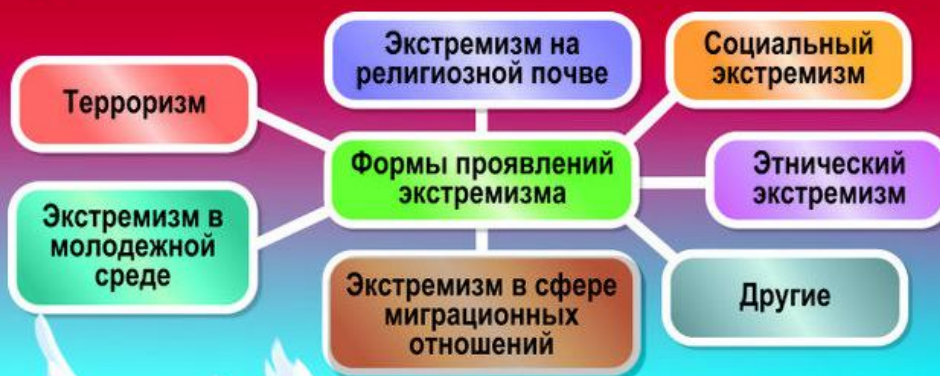 Экстремизм на
религиозной почве
Социальный
экстремизм
Терроризм
Формы проявлений
экстремизма
Этнический
экстремизм
Экстремизм в
молодежной
среде
Экстремизм в сфере
миграционных
отношений
Другие